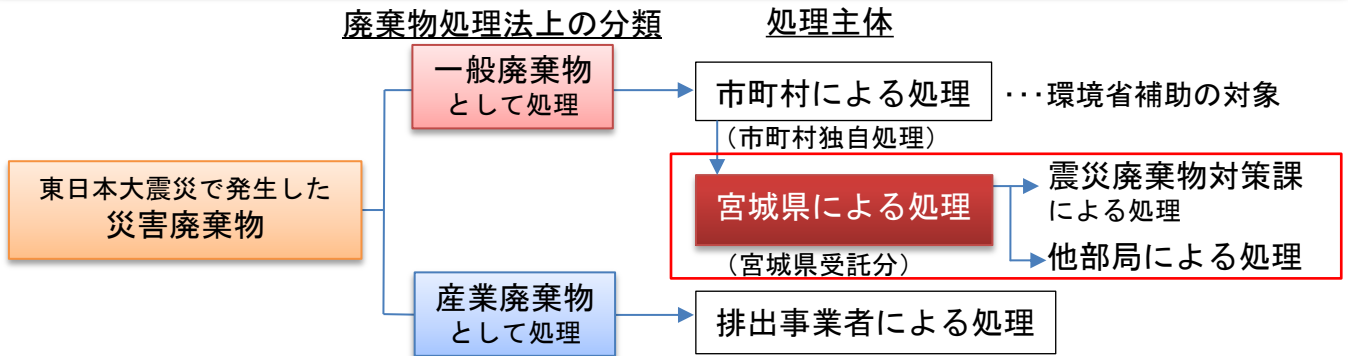 廃棄物処理法上の分類
処理主体
一般廃棄物
として処理
市町村による処理
･･･環境省補助の対象
（市町村独自処理）
東日本大震災で発生した
災害廃棄物
宮城県による処理
（宮城県受託分）
震災廃棄物対策課
による処理
他部局による処理
産業廃棄物
として処理
排出事業者による処理